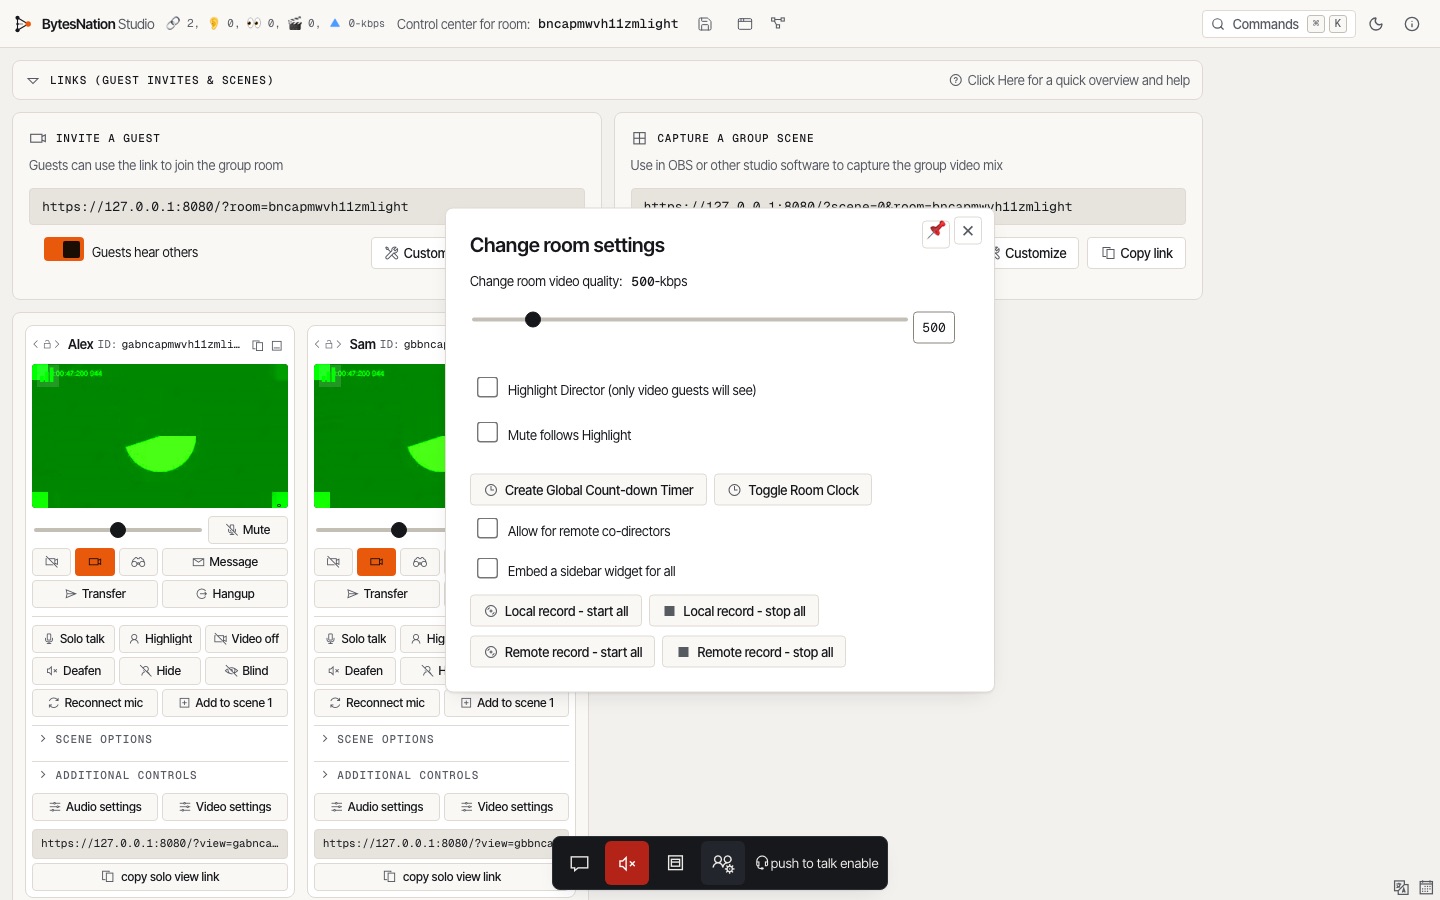 BytesNation Studio 2, 0, 0, 0, 0-kbps Control center for room: bncapmwvh11zmlight Commands ⌘ K
LINKS (GUEST INVITES & SCENES) Click Here for a quick overview and help
INVITE A GUEST
Guests can use the link to join the group room
https://127.0.0.1:8080/?room=bncapmwvh11zmlight
Guests hear others
CAPTURE A GROUP SCENE
Use in OBS or other studio software to capture the group video mix
https://127.0.0.1:8080/?scene=0&room=bncapmwvh11zmlight
Customize Copy link
Change room settings
Change room video quality: 500-kbps
500
Highlight Director (only video guests will see)
Mute follows Highlight
Create Global Count-down Timer Toggle Room Clock
Allow for remote co-directors
Embed a sidebar widget for all
Local record - start all Local record - stop all
Remote record - start all Remote record - stop all
Alex ID: gabncapmwvh11zmli…
Mute
Message
Transfer Hangup
Solo talk Highlight Video off
Deafen Hide Blind
Reconnect mic Add to scene 1
SCENE OPTIONS
ADDITIONAL CONTROLS
Audio settings Video settings
https://127.0.0.1:8080/?view=gabnca…
copy solo view link
Sam ID:
Transfer
Solo talk
Deafen
Reconnect mic Add to scene 1
SCENE OPTIONS
ADDITIONAL CONTROLS
Audio settings Video settings
https://127.0.0.1:8080/?view=gbbnca
copy solo view link
push to talk enable